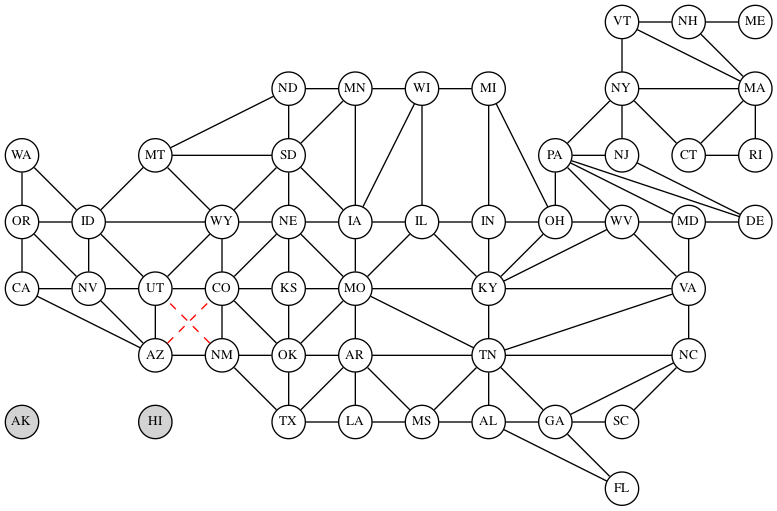 VT NH ME
ND MN WI MI NY MA
WA MT SD PA NJ CT RI
OR ID WY NE IA IL IN OH WV MD DE
CA NV UT CO KS MO KY VA
AZ NM OK AR TN NC
AK HI TX LA MS AL GA SC
FL